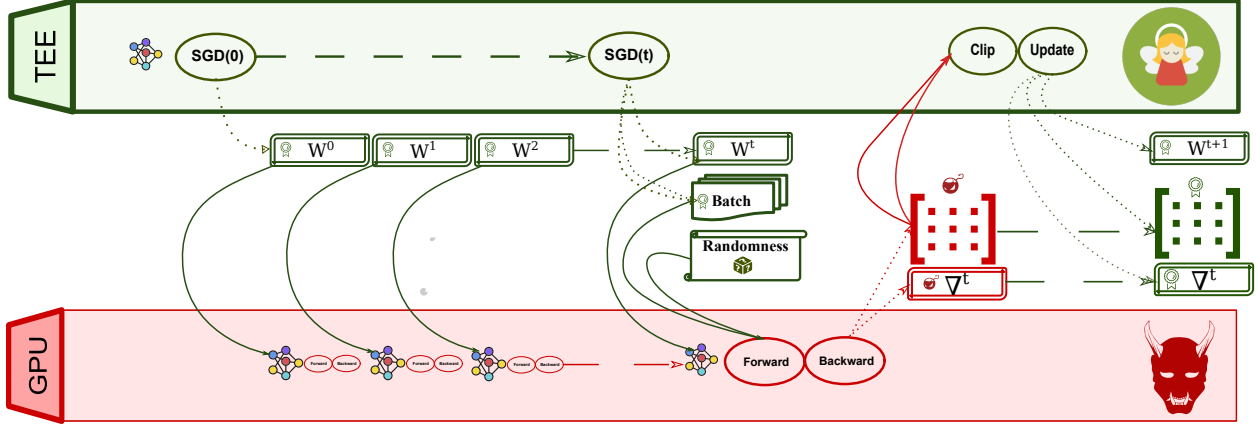 TEE
SGD(0)
SGD(t)
Clip
Update
W⁰
W¹
W²
Wᵗ
Wᵗ⁺¹
Batch
Randomness
∇ᵗ
∇ᵗ
GPU
Forward
Backward
Forward
Backward
Forward
Backward
Forward
Backward